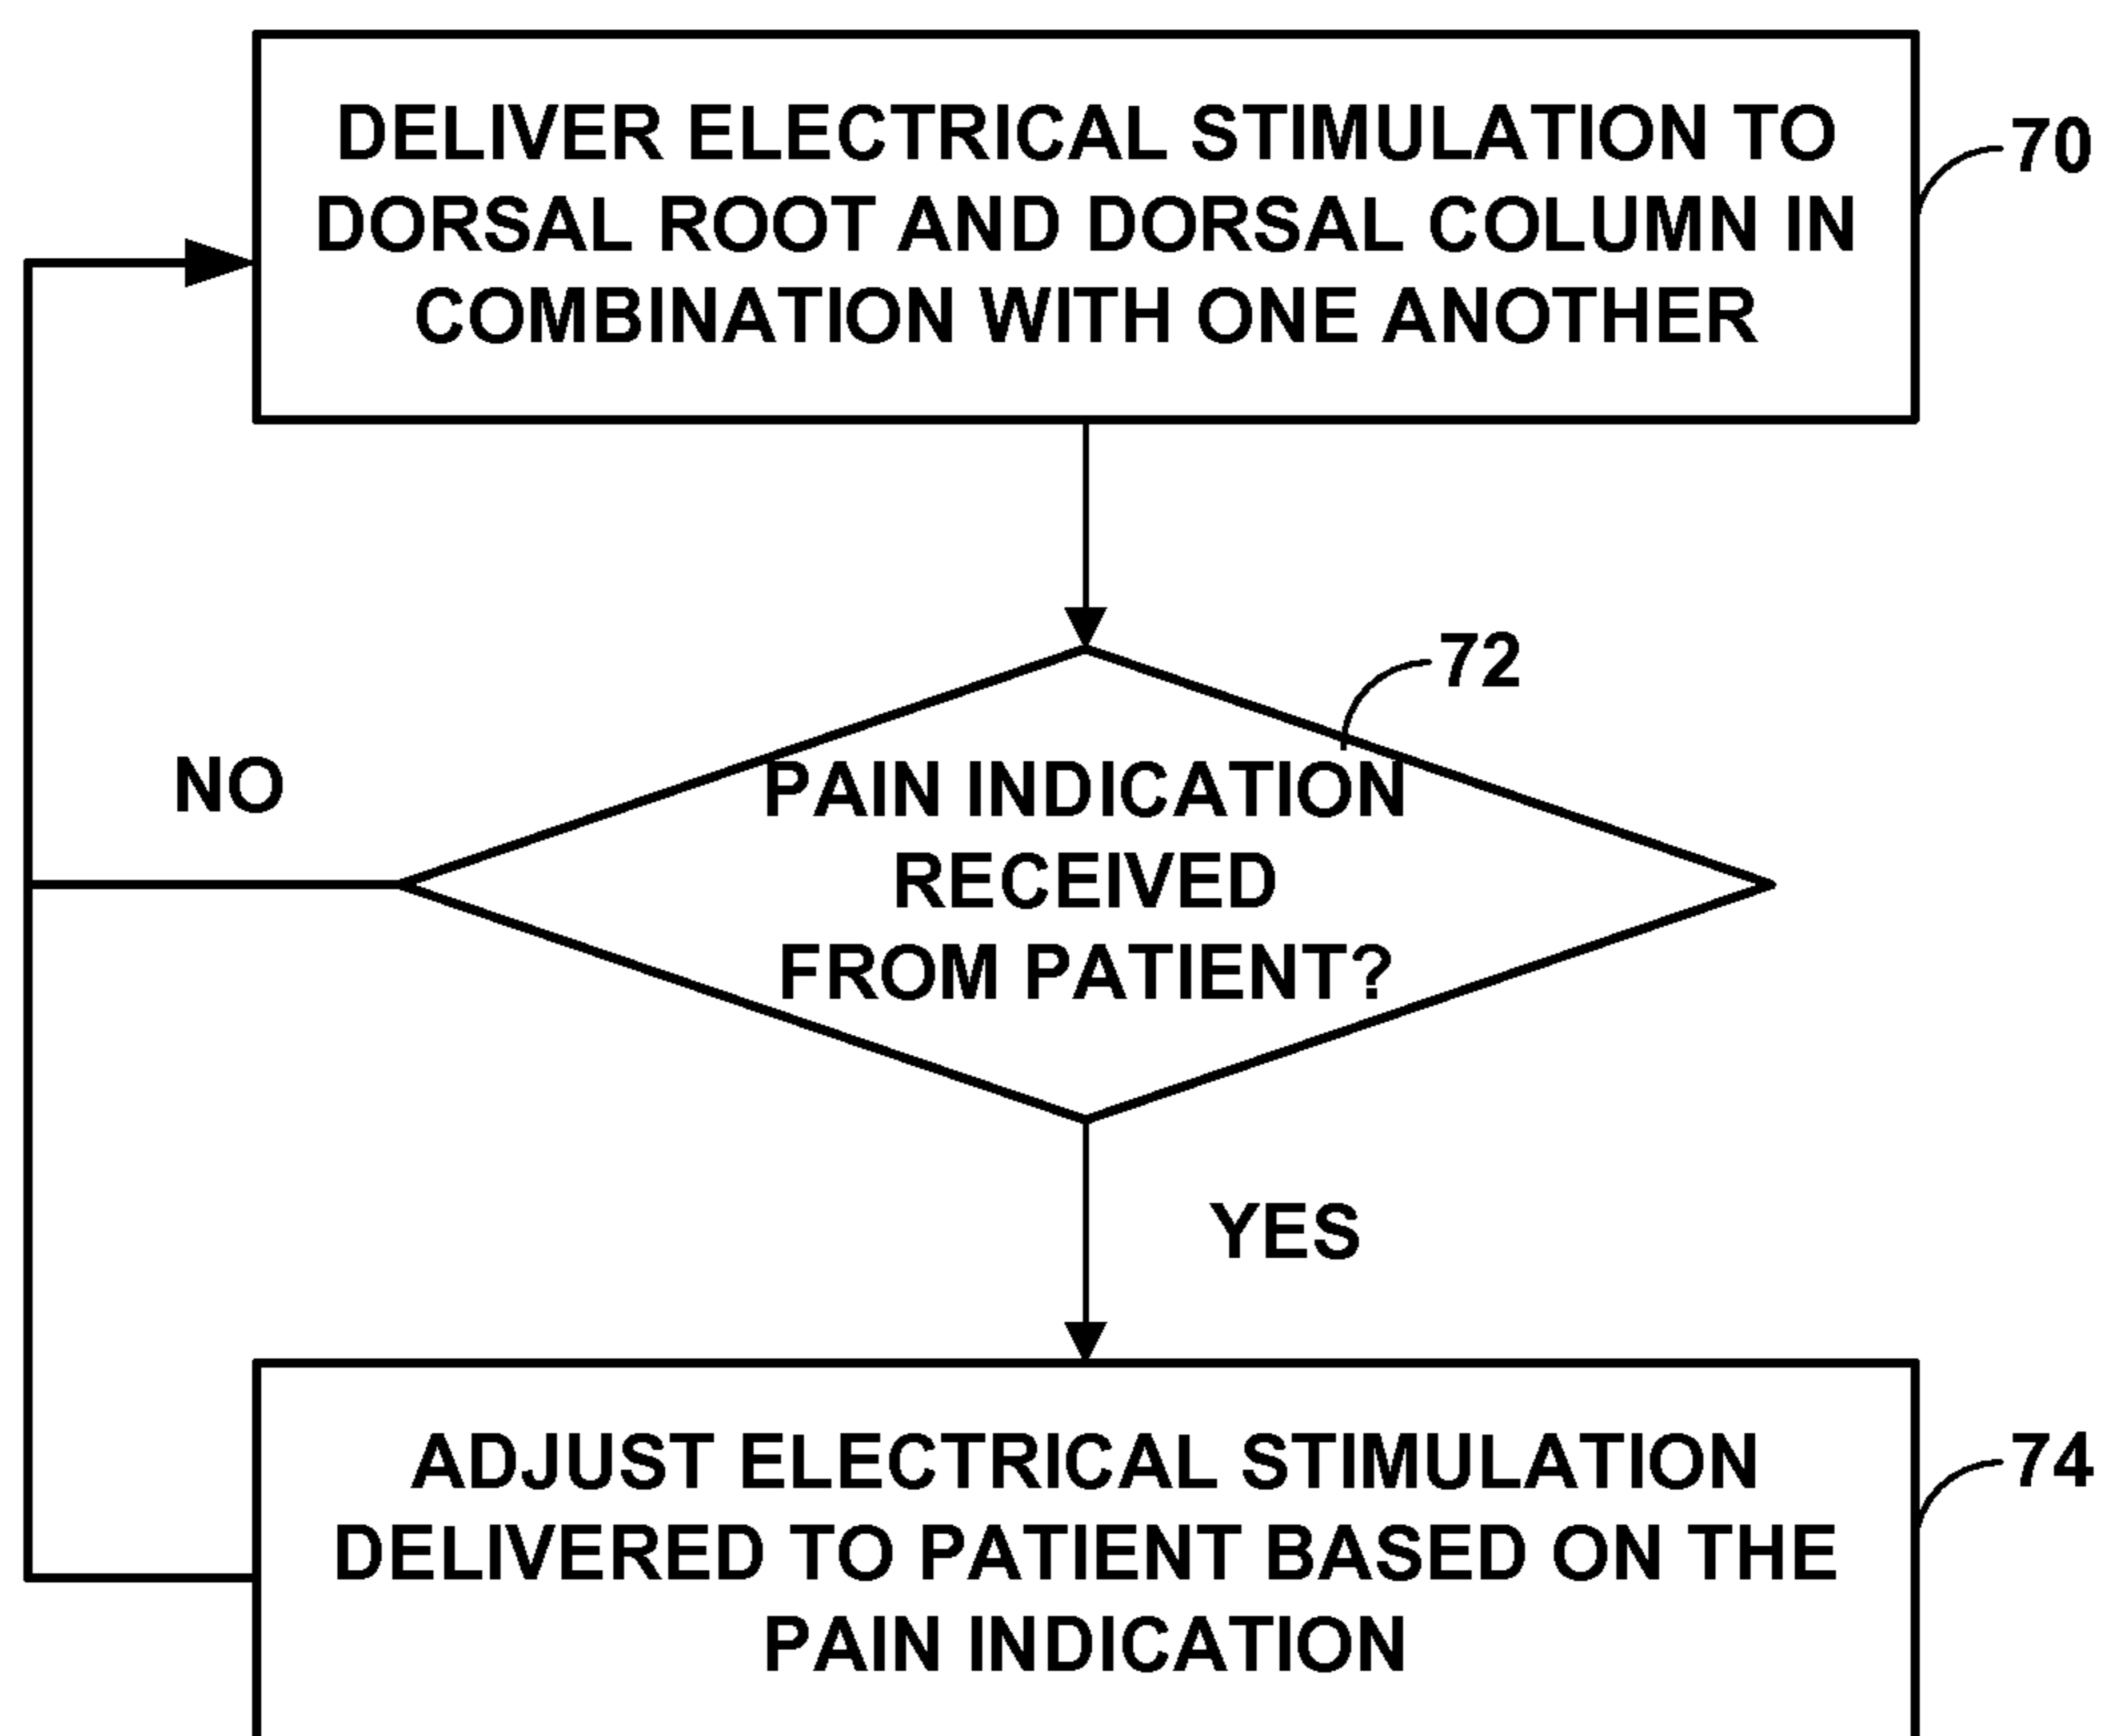 DELIVER ELECTRICAL STIMULATION TO
DORSAL ROOT AND DORSAL COLUMN IN
COMBINATION WITH ONE ANOTHER
70
72
NO
PAIN INDICATION
RECEIVED
FROM PATIENT?
YES
ADJUST ELECTRICAL STIMULATION
DELIVERED TO PATIENT BASED ON THE
PAIN INDICATION
74